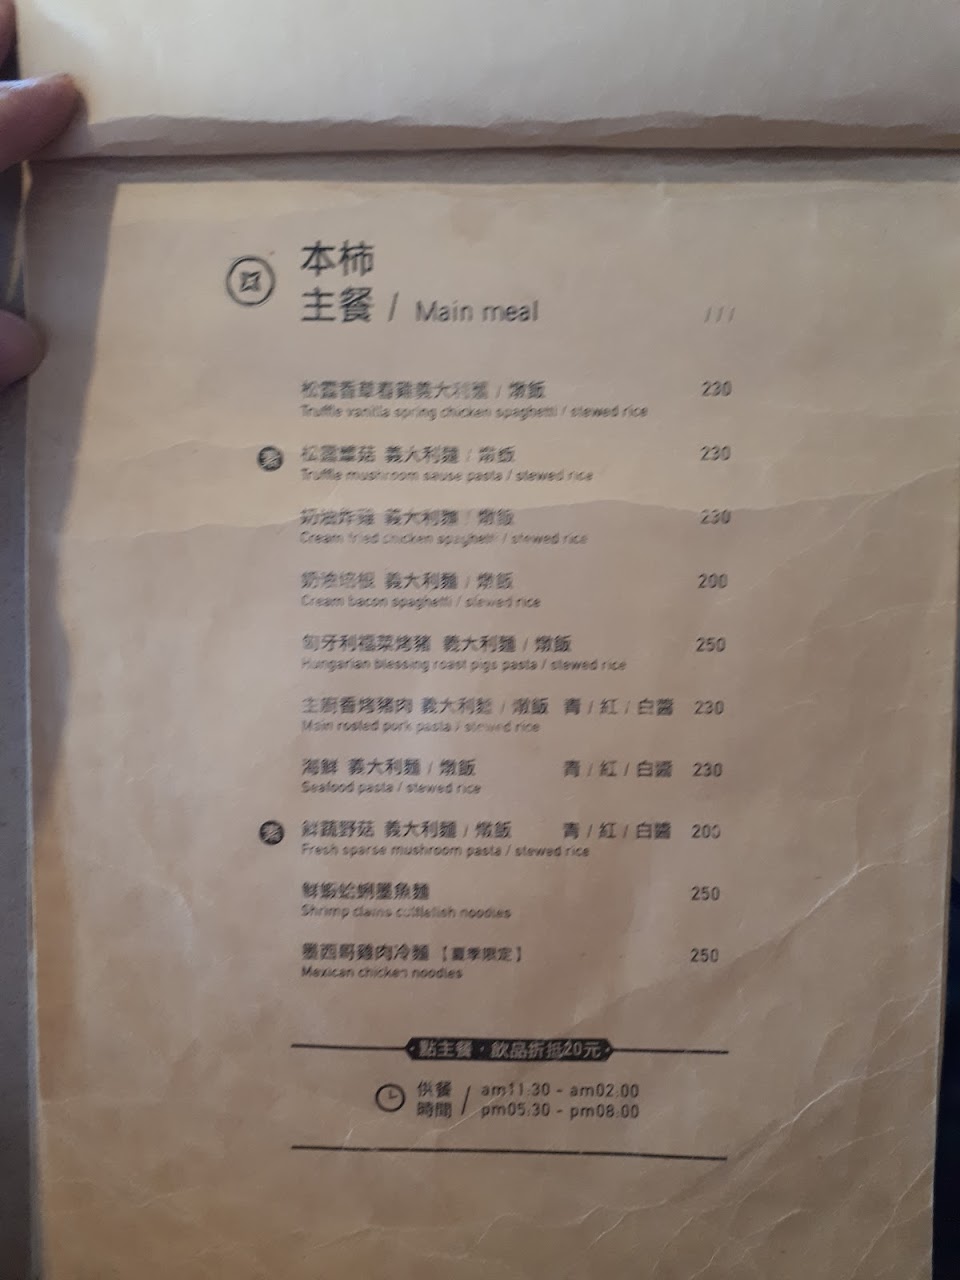 本柿
主餐 / Main meal
///
松露香草春雞義大利麵 / 燉飯 230
Truffle vanilla spring chicken spaghetti / stewed rice
素 松露蕈菇 義大利麵 / 燉飯 230
Truffle mushroom sause pasta / stewed rice
奶油炸雞 義大利麵 / 燉飯 230
Cream fried chicken spaghetti / stewed rice
奶油培根 義大利麵 / 燉飯 200
Cream bacon spaghetti / stewed rice
匈牙利福菜烤豬 義大利麵 / 燉飯 250
Hungarian blessing roast pigs pasta / stewed rice
主廚香烤豬肉 義大利麵 / 燉飯 青 / 紅 / 白醬 230
Main rosted pork pasta / stewed rice
海鮮 義大利麵 / 燉飯 青 / 紅 / 白醬 230
Seafood pasta / stewed rice
素 鮮蔬野菇 義大利麵 / 燉飯 青 / 紅 / 白醬 200
Fresh sparse mushroom pasta / stewed rice
鮮蝦蛤蜊墨魚麵 250
Shrimp clams cuttlefish noodles
墨西哥雞肉冷麵【夏季限定】 250
Mexican chicken noodles
·點主餐·飲品折抵20元·
供餐 時間 / am11:30 - am02:00
pm05:30 - pm08:00